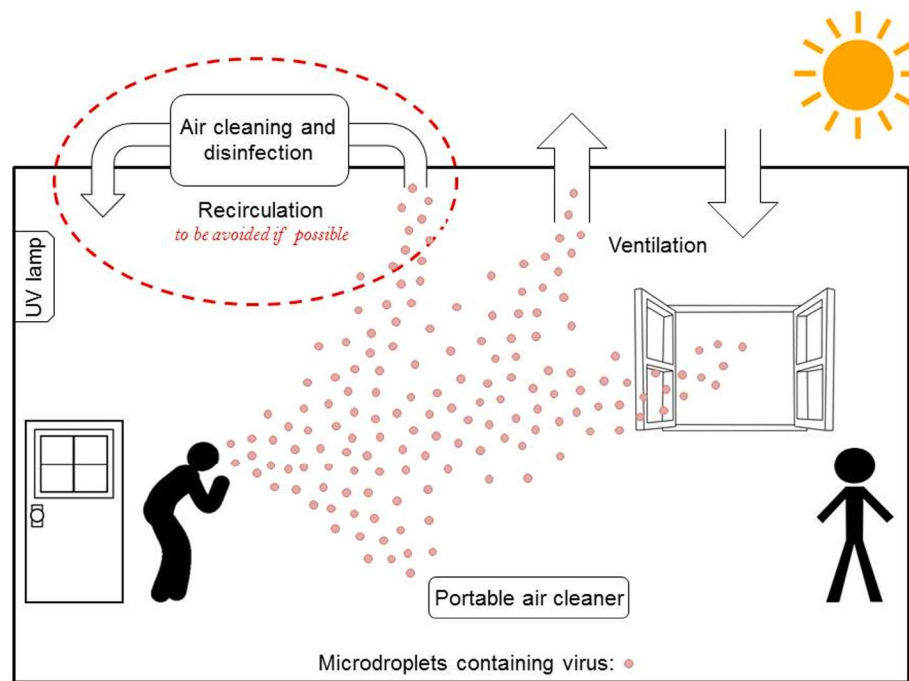 Air cleaning and
disinfection
Recirculation
to be avoided if possible
UV lamp
Ventilation
Portable air cleaner
Microdroplets containing virus: